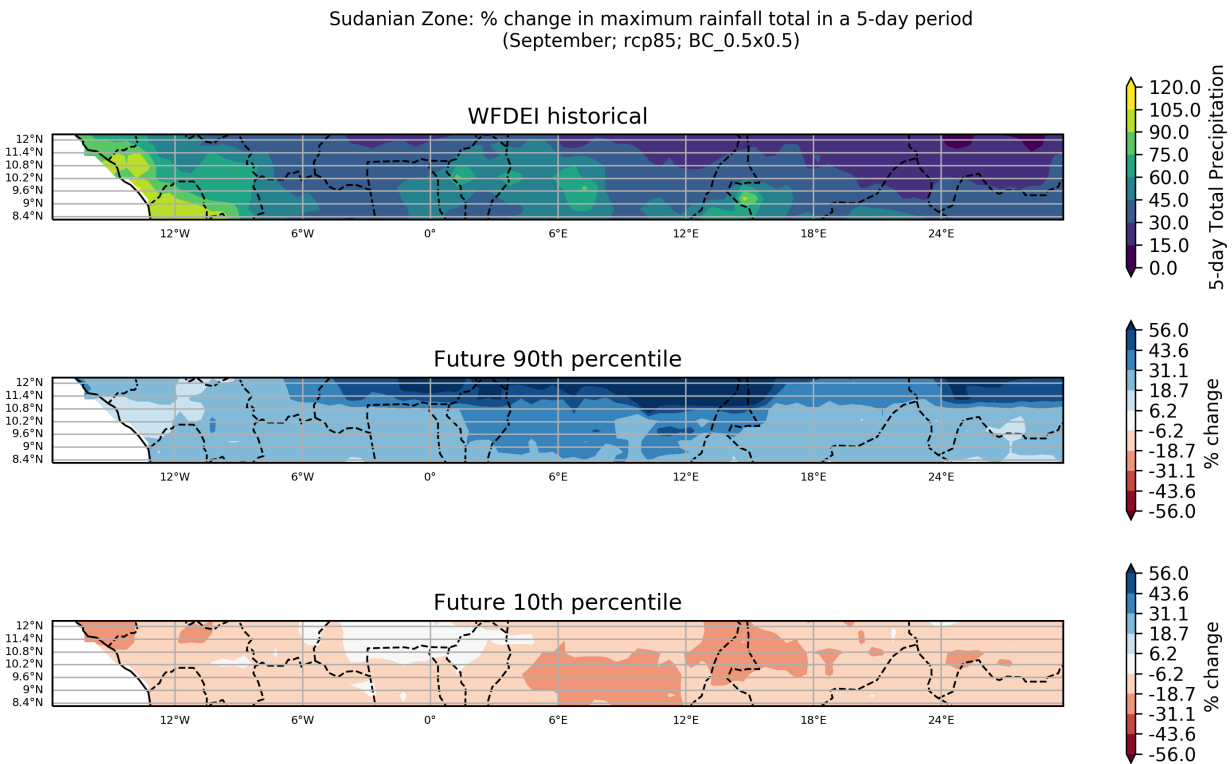 Sudanian Zone: % change in maximum rainfall total in a 5-day period
(September; rcp85; BC_0.5x0.5)
WFDEI historical
12°N
11.4°N
10.8°N
10.2°N
9.6°N
9°N
8.4°N
12°W
6°W
0°
6°E
12°E
18°E
24°E
120.0
105.0
90.0
75.0
60.0
45.0
30.0
15.0
0.0
5-day Total Precipitation
Future 90th percentile
12°N
11.4°N
10.8°N
10.2°N
9.6°N
9°N
8.4°N
12°W
6°W
0°
6°E
12°E
18°E
24°E
56.0
43.6
31.1
18.7
6.2
-6.2
-18.7
-31.1
-43.6
-56.0
% change
Future 10th percentile
12°N
11.4°N
10.8°N
10.2°N
9.6°N
9°N
8.4°N
12°W
6°W
0°
6°E
12°E
18°E
24°E
56.0
43.6
31.1
18.7
6.2
-6.2
-18.7
-31.1
-43.6
-56.0
% change